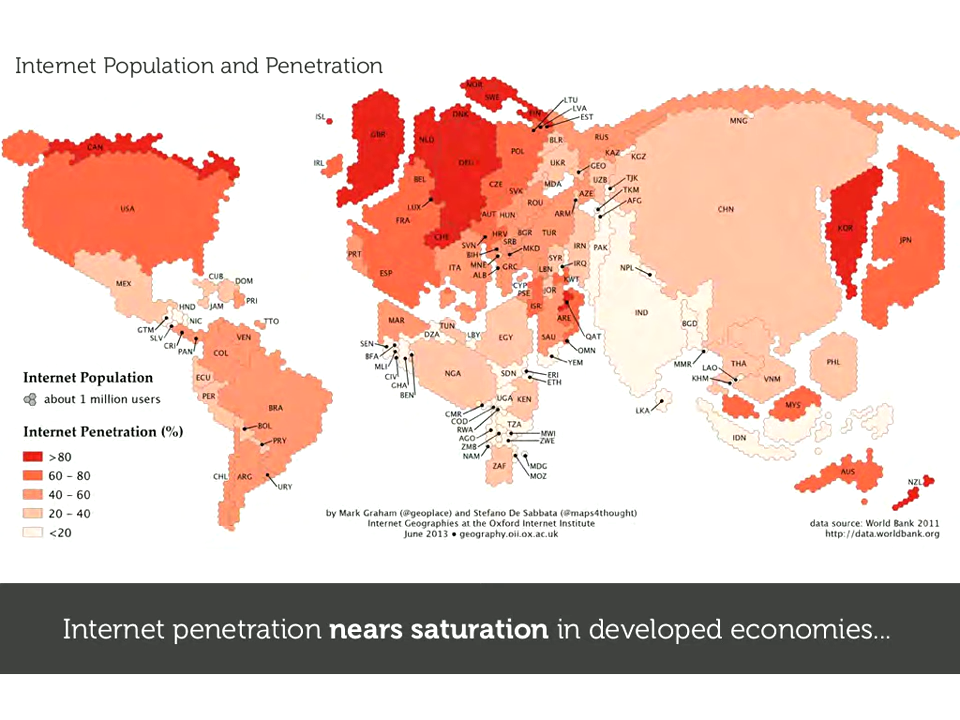 Internet Population and Penetration
NOR
SWE
FIN
LTU
LVA
EST
ISL
GBR
DNK
NLD
DEU
POL
BLR
RUS
MNG
CAN
IRL
UKR
KAZ
KGZ
GEO
BEL
CZE
SVK
MDA
UZB
TJK
TKM
AFG
USA
LUX
FRA
AUT
HUN
ROU
ARM
AZE
CHN
KOR
JPN
CHE
SVN
HRV
BGR
TUR
SRB
BIH
MKD
PRT
ESP
ITA
MNE
ALB
GRC
SYR
LBN
IRN
IRQ
PAK
NPL
MEX
CUB
DOM
CYP
PSE
JOR
KWT
HND
JAM
PRI
ISR
IND
BGD
GTM
NIC
TTO
SLV
CRI
PAN
VEN
MAR
DZA
TUN
LBY
EGY
ARE
SAU
QAT
OMN
YEM
COL
SEN
BFA
MLI
CIV
GHA
BEN
NGA
SDN
ERI
ETH
MMR
LAO
KHM
THA
VNM
PHL
ECU
PER
BRA
UGA
KEN
CMR
COD
RWA
AGO
ZMB
NAM
TZA
MWI
ZWE
LKA
MYS
IDN
BOL
PRY
CHL
ARG
URY
ZAF
MDG
MOZ
AUS
NZL
Internet Population
about 1 million users
Internet Penetration (%)
>80
60 – 80
40 – 60
20 – 40
<20
by Mark Graham (@geoplace) and Stefano De Sabbata (@maps4thought)
Internet Geographies at the Oxford Internet Institute
June 2013 • geography.oii.ox.ac.uk
data source: World Bank 2011
http://data.worldbank.org
Internet penetration nears saturation in developed economies...